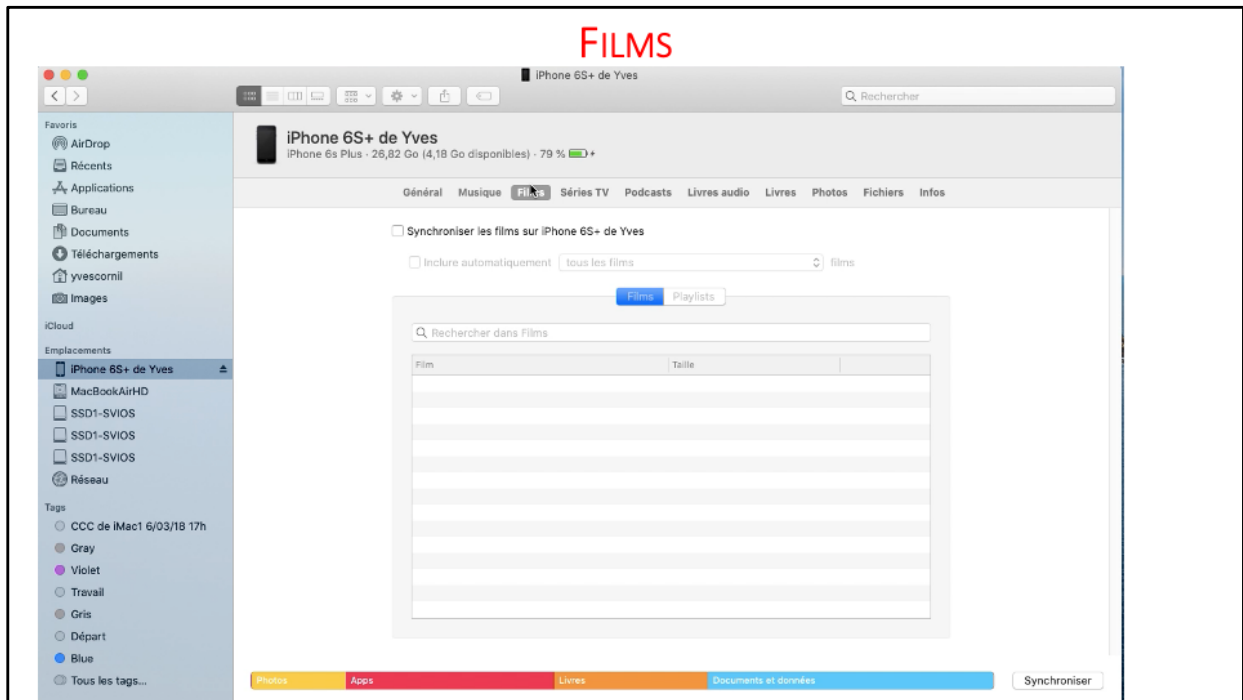 FILMS
iPhone 6S+ de Yves
Rechercher
Favoris
AirDrop
Récents
Applications
Bureau
Documents
Téléchargements
yvescornil
Images
iCloud
Emplacements
iPhone 6S+ de Yves
MacBookAirHD
SSD1-SVIOS
SSD1-SVIOS
SSD1-SVIOS
Réseau
Tags
CCC de iMac1 6/03/18 17h
Gray
Violet
Travail
Gris
Départ
Blue
Tous les tags...
iPhone 6S+ de Yves
iPhone 6s Plus · 26,82 Go (4,18 Go disponibles) · 79 %
Général Musique Films Séries TV Podcasts Livres audio Livres Photos Fichiers Infos
Synchroniser les films sur iPhone 6S+ de Yves
Inclure automatiquement tous les films films
Films Playlists
Rechercher dans Films
Film Taille
Photos Apps Livres Documents et données Synchroniser